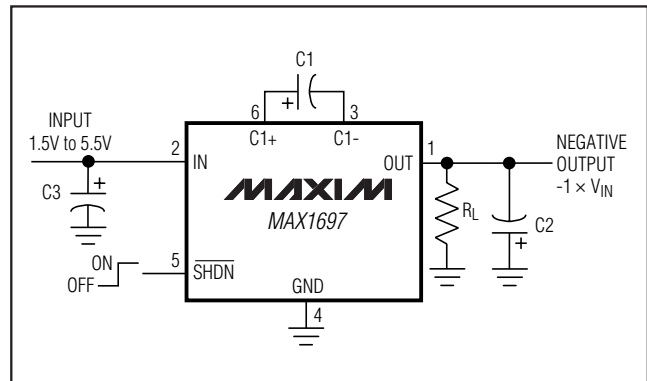 C1
+
6
3
INPUT
1.5V to 5.5V
C1+
C1-
NEGATIVE
OUTPUT
-1 × VIN
2
IN
OUT
1
C3
+
MAXIM
MAX1697
RL
C2
+
ON
OFF
5
SHDN
GND
4